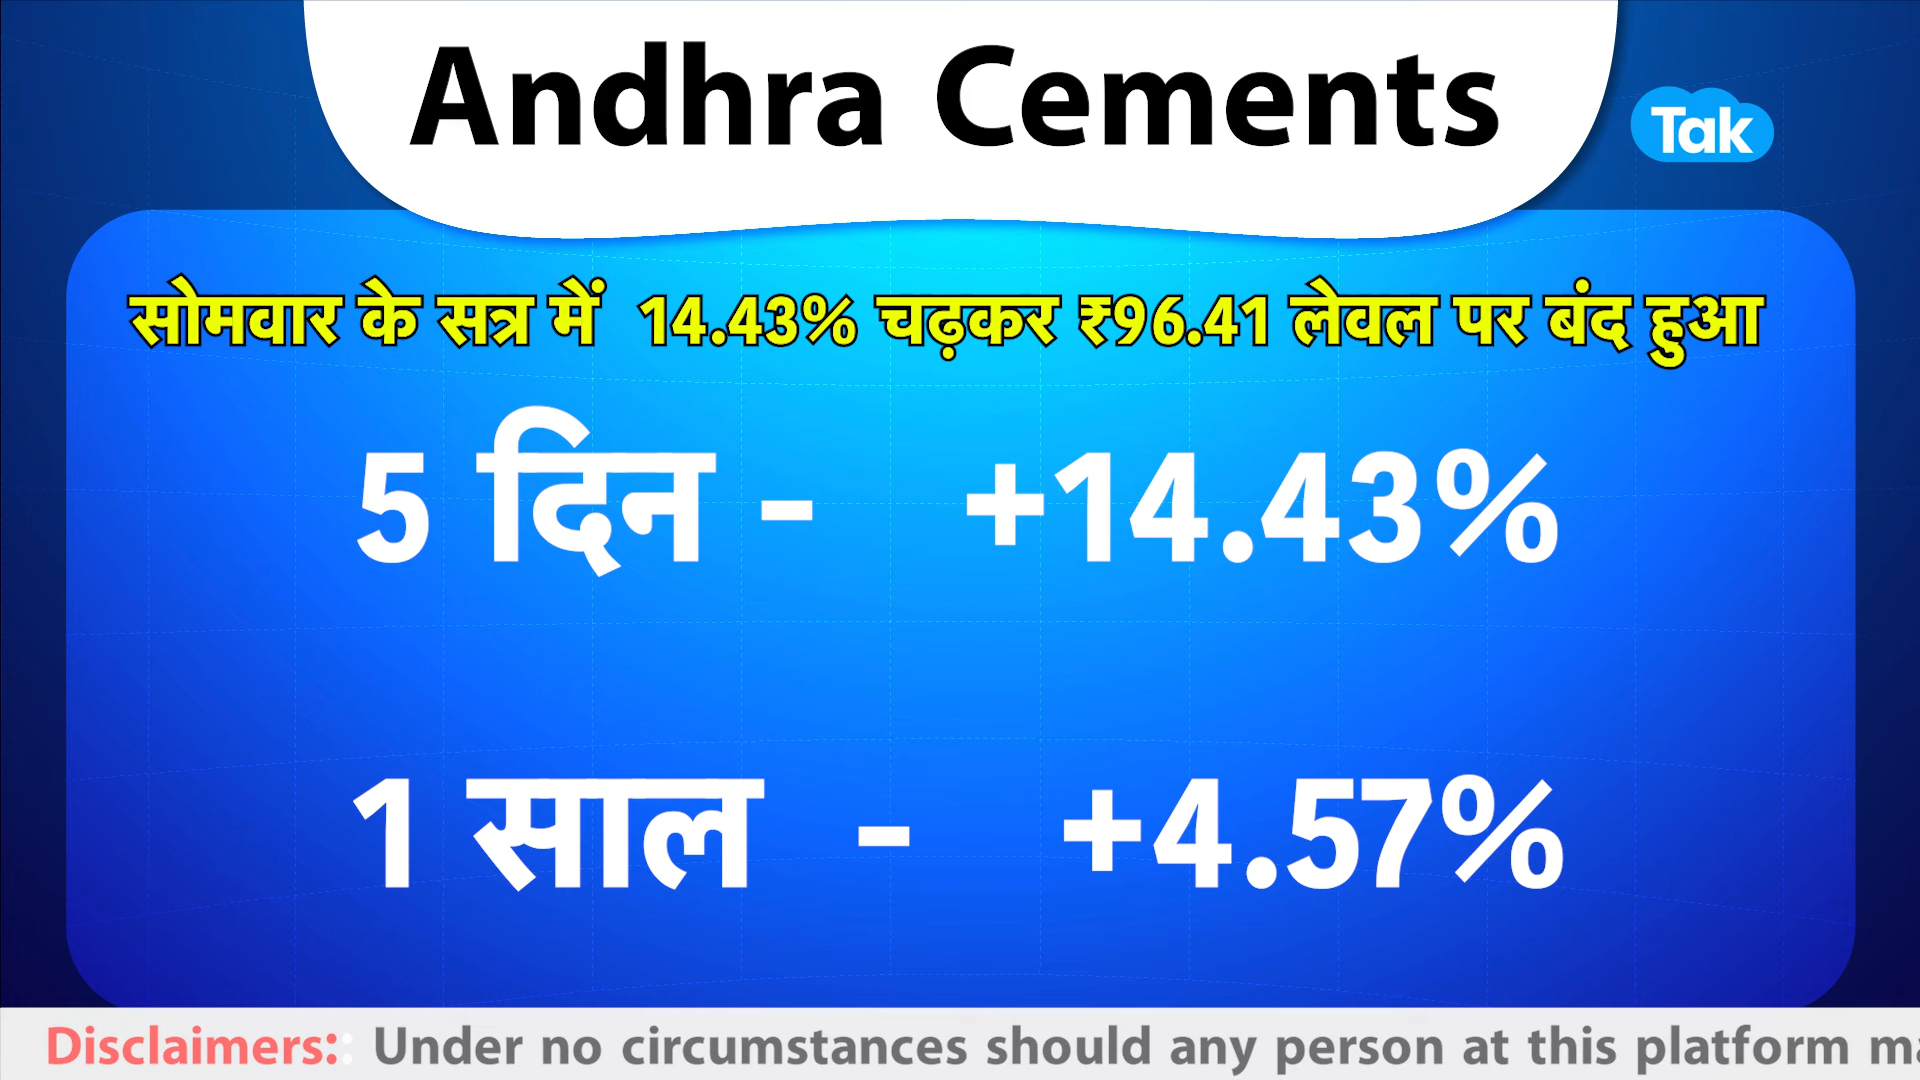 Andhra Cements
Tak
सोमवार के सत्र में 14.43% चढ़कर ₹96.41 लेवल पर बंद हुआ
5 दिन - +14.43%
1 साल - +4.57%
Disclaimers: Under no circumstances should any person at this platform